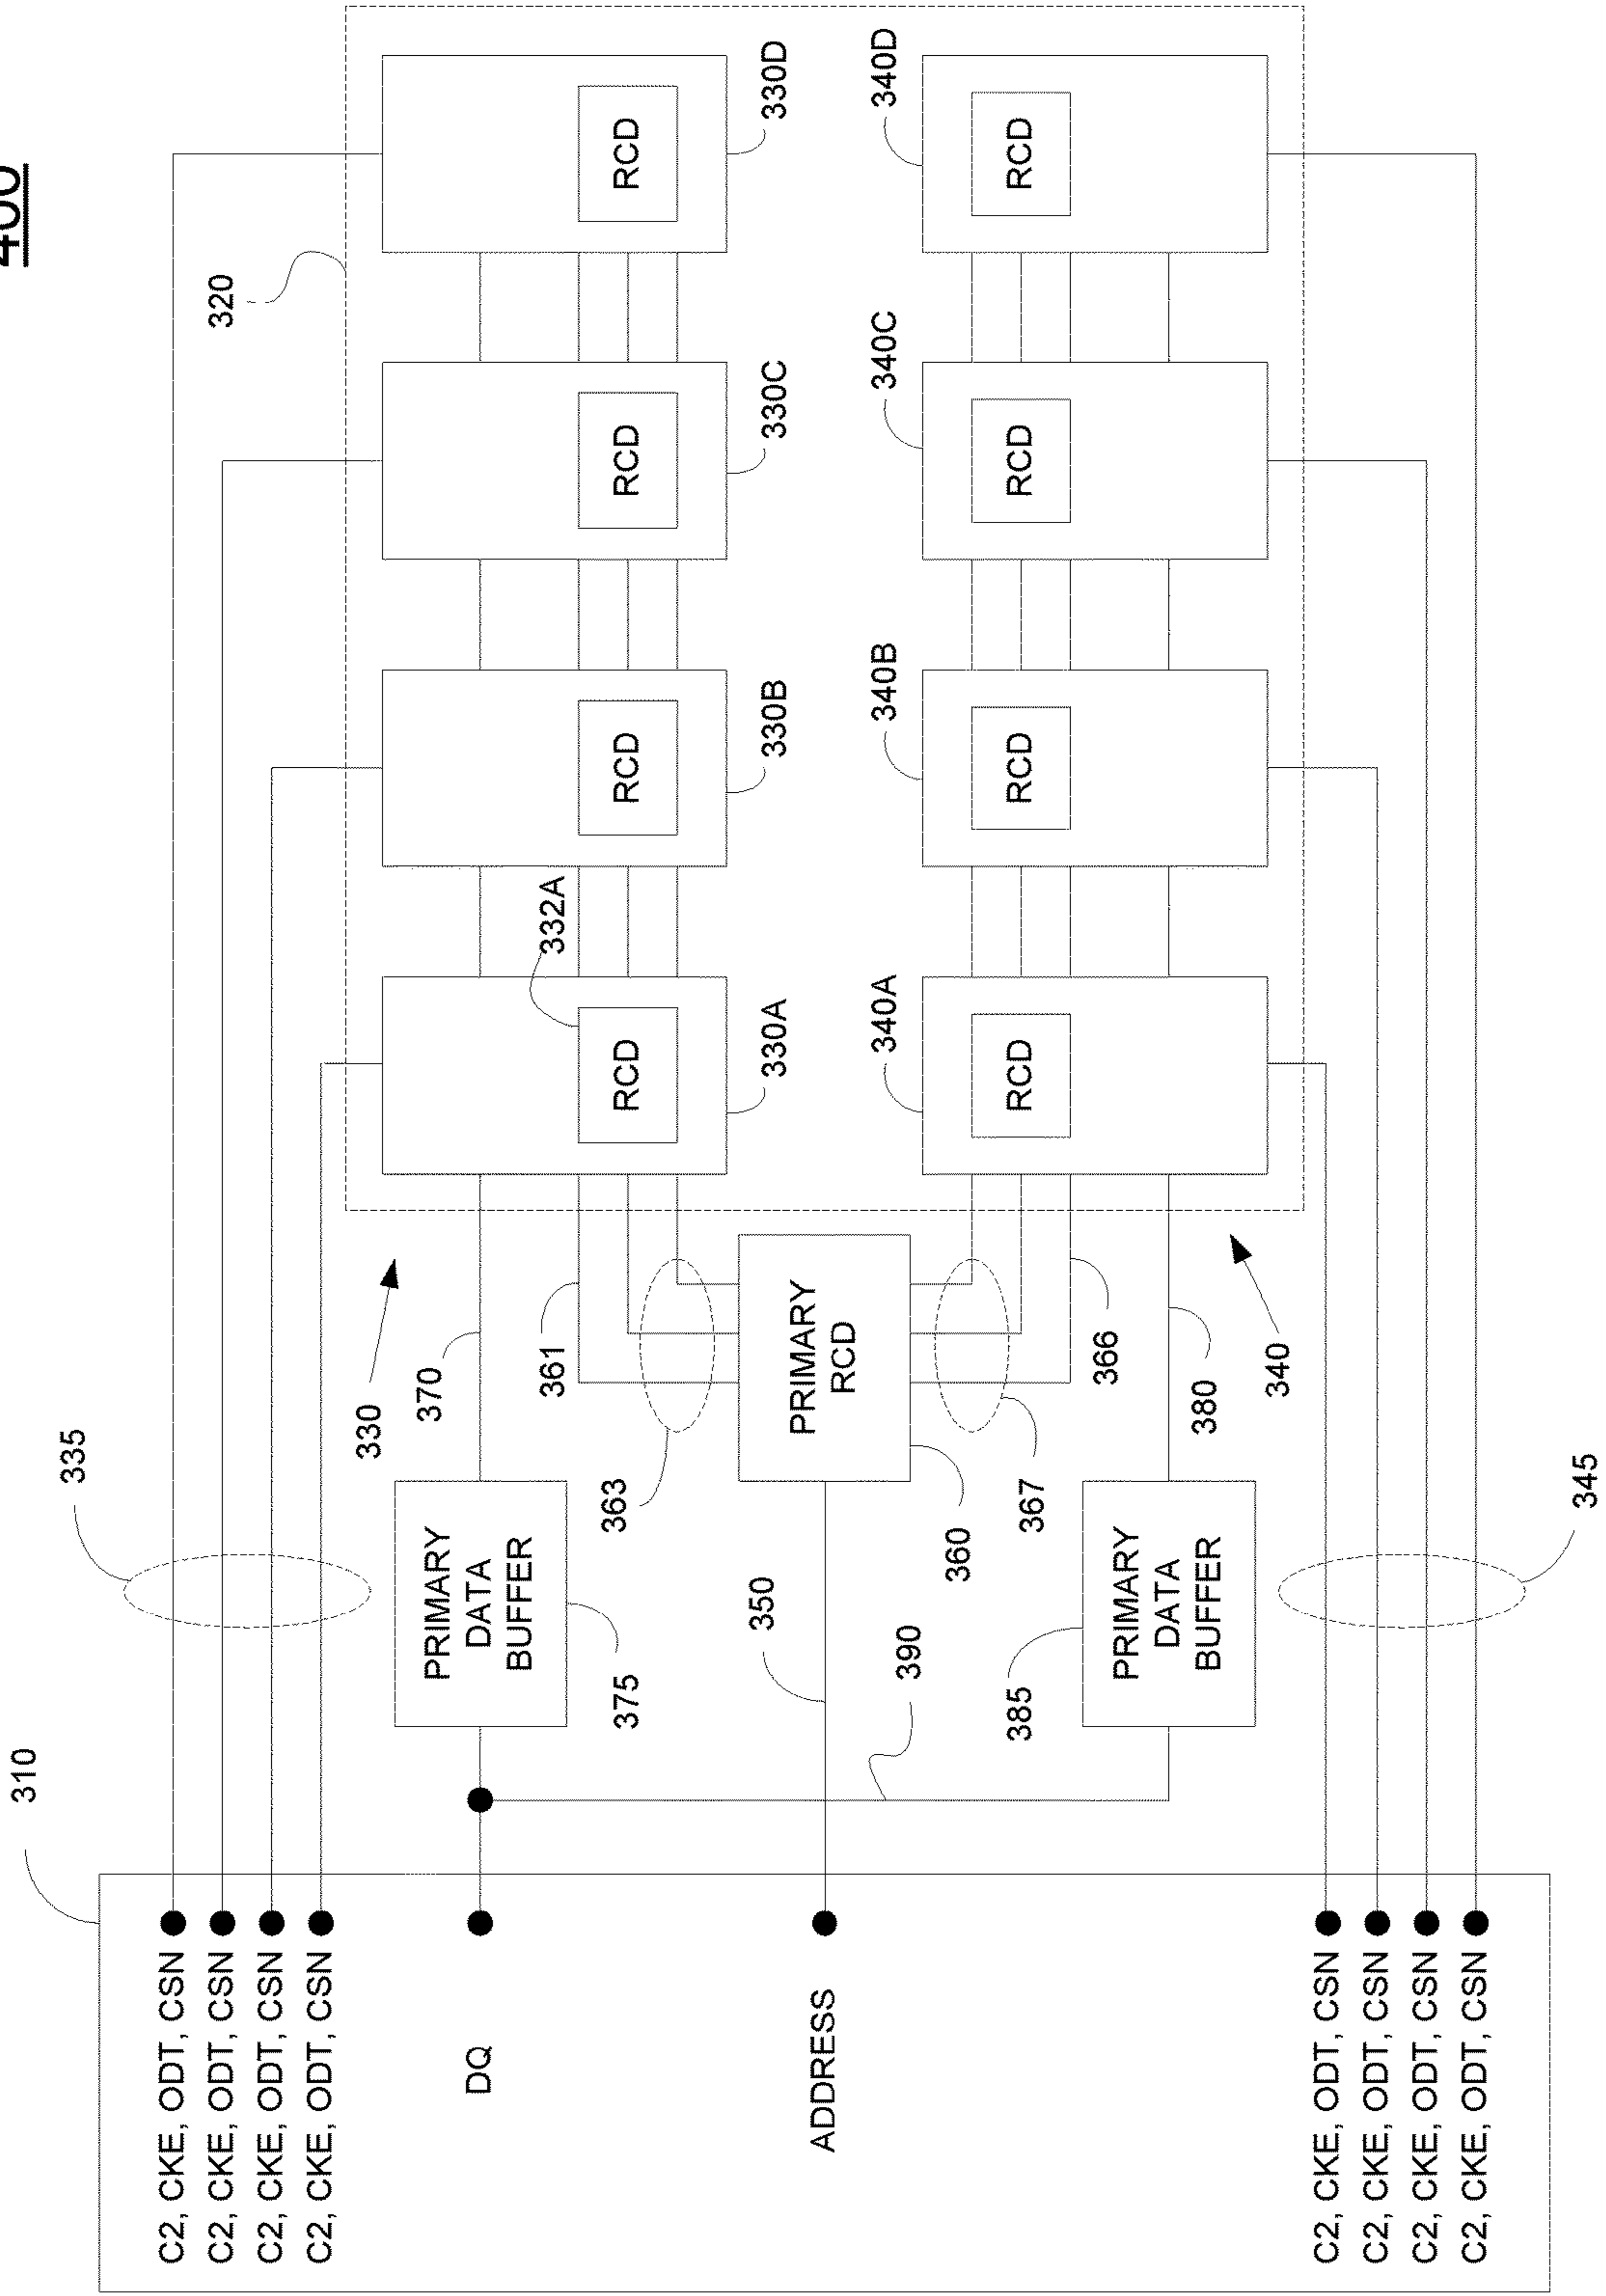 400
320
330D
340D
RCD
RCD
330C
340C
RCD
RCD
330B
340B
RCD
RCD
332A
330A
340A
RCD
RCD
335
330
370
361
363
PRIMARY
RCD
360
367
366
380
340
345
PRIMARY
DATA
BUFFER
375
350
390
385
PRIMARY
DATA
BUFFER
310
C2, CKE, ODT, CSN
C2, CKE, ODT, CSN
C2, CKE, ODT, CSN
C2, CKE, ODT, CSN
DQ
ADDRESS
C2, CKE, ODT, CSN
C2, CKE, ODT, CSN
C2, CKE, ODT, CSN
C2, CKE, ODT, CSN